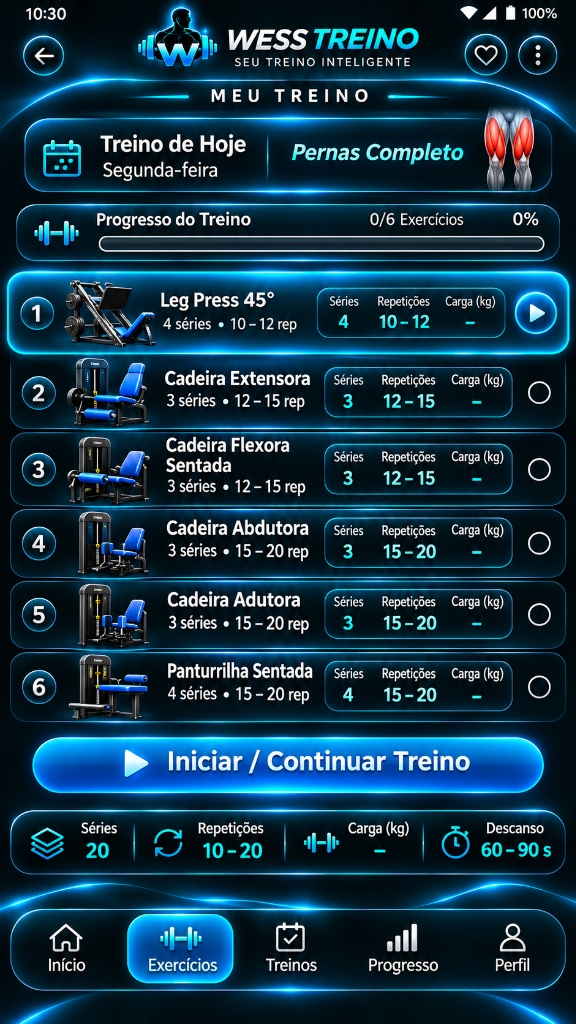 10:30
100%
W
WESS TREINO
SEU TREINO INTELIGENTE
MEU TREINO
Treino de Hoje
Segunda-feira
Pernas Completo
Progresso do Treino
0/6 Exercícios
0%
1
Leg Press 45°
4 séries • 10 – 12 rep
Séries Repetições Carga (kg)
4 10 – 12 –
2
Cadeira Extensora
3 séries • 12 – 15 rep
Séries Repetições Carga (kg)
3 12 – 15 –
3
Cadeira Flexora
Sentada
3 séries • 12 – 15 rep
Séries Repetições Carga (kg)
3 12 – 15 –
4
Cadeira Abdutora
3 séries • 15 – 20 rep
Séries Repetições Carga (kg)
3 15 – 20 –
5
Cadeira Adutora
3 séries • 15 – 20 rep
Séries Repetições Carga (kg)
3 15 – 20 –
6
Panturrilha Sentada
4 séries • 15 – 20 rep
Séries Repetições Carga (kg)
4 15 – 20 –
Iniciar / Continuar Treino
Séries
20
Repetições
10 – 20
Carga (kg)
–
Descanso
60 – 90 s
Início
Exercícios
Treinos
Progresso
Perfil